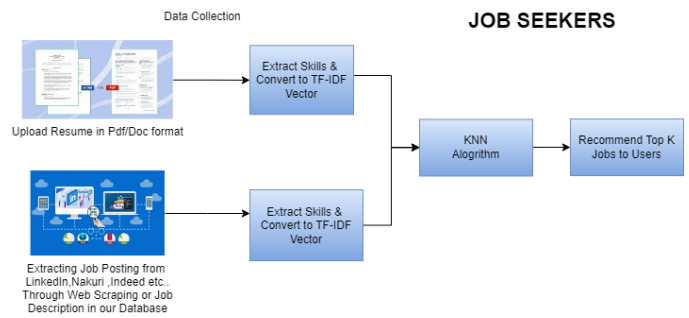 Data Collection
JOB SEEKERS
Extract Skills &
Convert to TF-IDF
Vector
Upload Resume in Pdf/Doc format
KNN
Alogrithm
Recommend Top K
Jobs to Users
Extract Skills &
Convert to TF-IDF
Vector
Extracting Job Posting from
LinkedIn,Nakuri ,Indeed etc..
Through Web Scraping or Job
Description in our Database